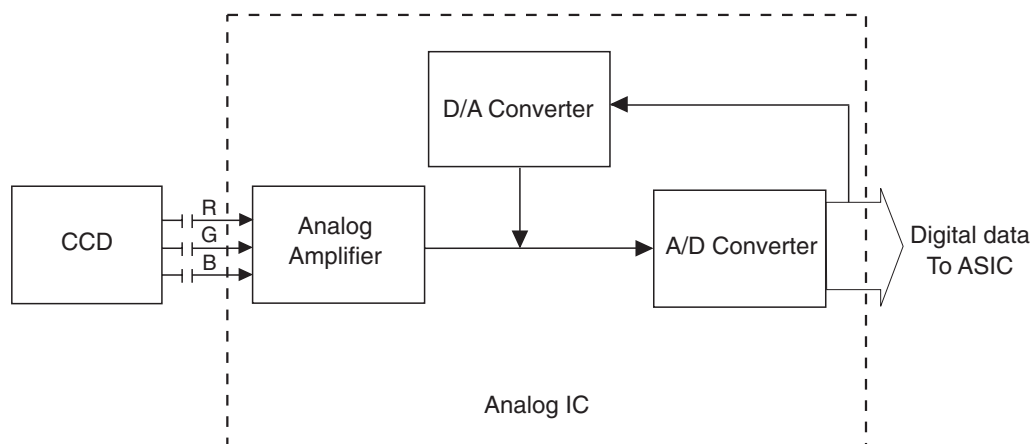 D/A Converter
CCD
R
G
B
Analog
Amplifier
A/D Converter
Digital data
To ASIC
Analog IC